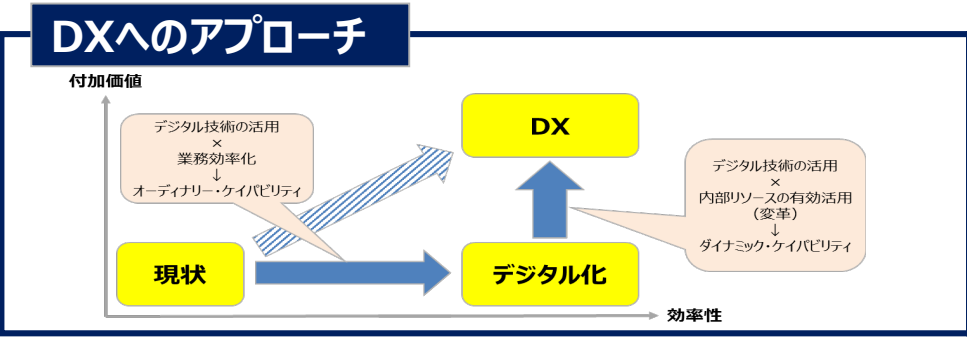 DXへのアプローチ
付加価値
デジタル技術の活用
×
業務効率化
↓
オーディナリー・ケイパビリティ
DX
デジタル技術の活用
×
内部リソースの有効活用
（変革）
↓
ダイナミック・ケイパビリティ
現状
デジタル化
効率性